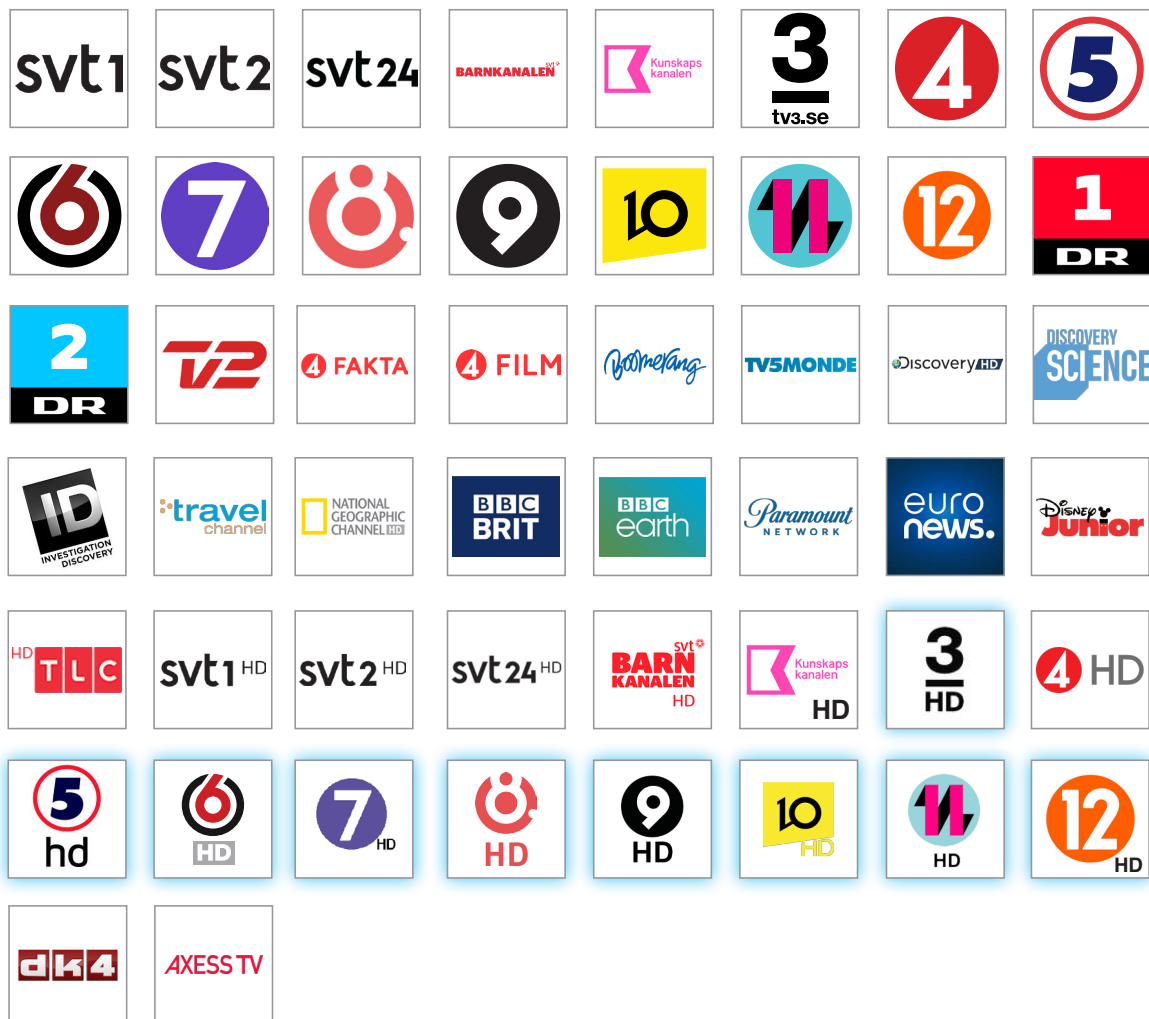 svt1
svt2
svt24
BARNKANALEN svt
Kunskaps
kanalen
3
tv3.se
4
5
6
7
8
9
10
11
12
1
DR
2
DR
TV2
4 FAKTA
4 FILM
Boomerang
TV5MONDE
Discovery HD
DISCOVERY
SCIENCE
ID
INVESTIGATION
DISCOVERY
travel
channel
NATIONAL
GEOGRAPHIC
CHANNEL HD
BBC
BRIT
BBC
earth
Paramount
NETWORK
euro
news.
Disney
Junior
HD TLC
svt1 HD
svt2 HD
svt24 HD
svt
BARN
KANALEN
HD
Kunskaps
kanalen
HD
3
HD
4 HD
5
hd
6
HD
7
HD
8
HD
9
HD
10
HD
11
HD
12
HD
dk4
AXESS TV